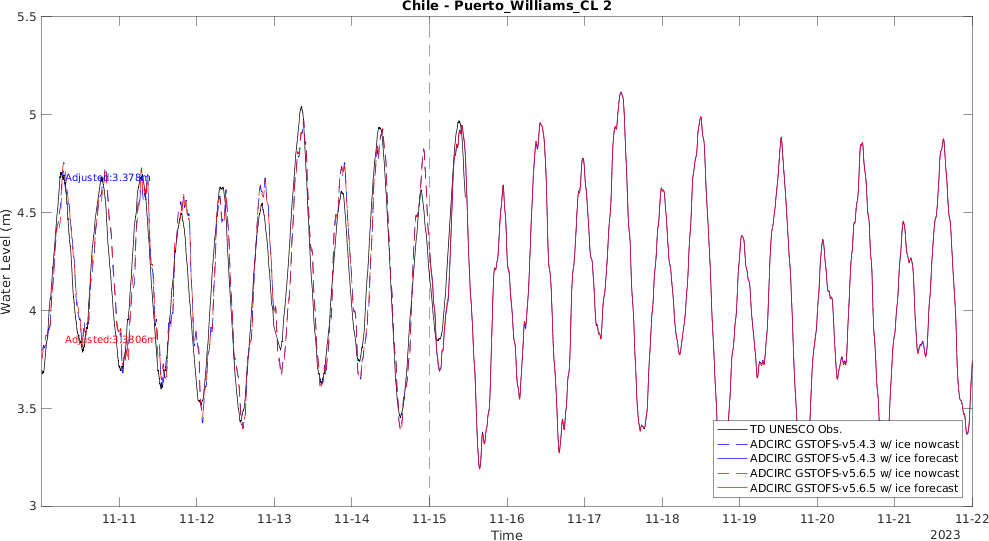 Chile - Puerto_Williams_CL 2
5.5
5
4.5
4
3.5
3
Water Level (m)
Adjusted:3.378m
Adjusted:3.3806m
TD UNESCO Obs.
ADCIRC GSTOFS-v5.4.3 w/ ice nowcast
ADCIRC GSTOFS-v5.4.3 w/ ice forecast
ADCIRC GSTOFS-v5.6.5 w/ ice nowcast
ADCIRC GSTOFS-v5.6.5 w/ ice forecast
11-11 11-12 11-13 11-14 11-15 11-16 11-17 11-18 11-19 11-20 11-21 11-22
Time
2023